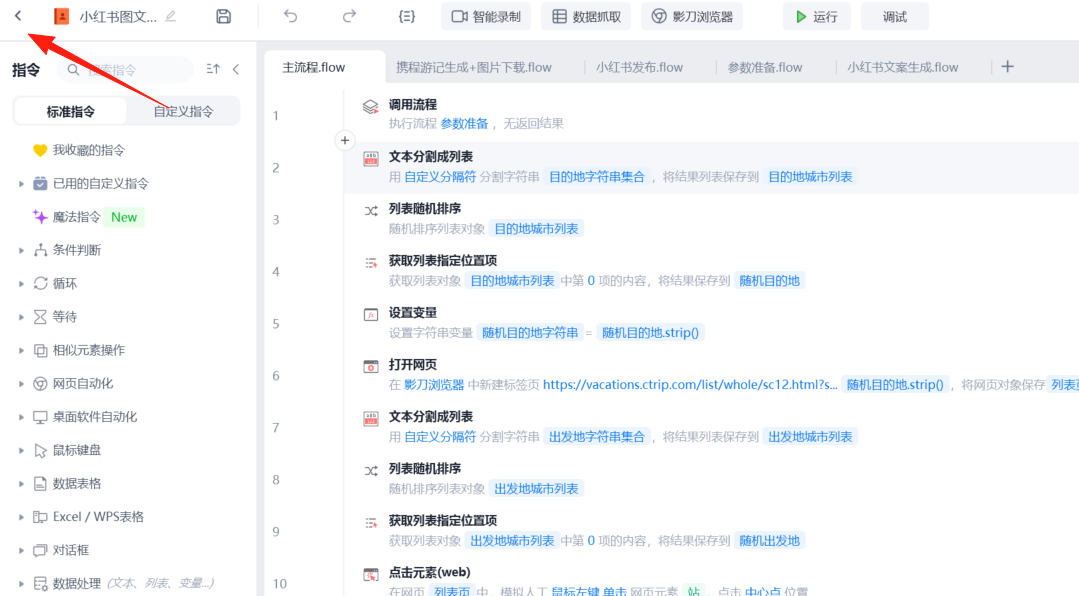 小红书图文...
智能录制
数据抓取
影刀浏览器
运行
调试
指令
搜索指令
标准指令
自定义指令
我收藏的指令
已用的自定义指令
魔法指令 New
条件判断
循环
等待
相似元素操作
网页自动化
桌面软件自动化
鼠标键盘
数据表格
Excel / WPS表格
对话框
数据处理 (文本、列表、变量...)
主流程.flow
携程游记生成+图片下载.flow
小红书发布.flow
参数准备.flow
小红书文案生成.flow
1
调用流程
执行流程 参数准备 ，无返回结果
2
文本分割成列表
用 自定义分隔符 分割字符串 目的地字符串集合 ，将结果列表保存到 目的地城市列表
3
列表随机排序
随机排序列表对象 目的地城市列表
4
获取列表指定位置项
获取列表对象 目的地城市列表 中第 0 项的内容，将结果保存到 随机目的地
5
设置变量
设置字符串变量 随机目的地字符串 = 随机目的地.strip()
6
打开网页
在 影刀浏览器 中新建标签页 https://vacations.ctrip.com/list/whole/sc12.html?s... 随机目的地.strip() ，将网页对象保存 列表
7
文本分割成列表
用 自定义分隔符 分割字符串 出发地字符串集合 ，将结果列表保存到 出发地城市列表
8
列表随机排序
随机排序列表对象 出发地城市列表
9
获取列表指定位置项
获取列表对象 出发地城市列表 中第 0 项的内容，将结果保存到 随机出发地
10
点击元素(web)
在网页 列表页 中，模拟人工 鼠标左键 单击 网页元素 站 ，点击 中心点 位置